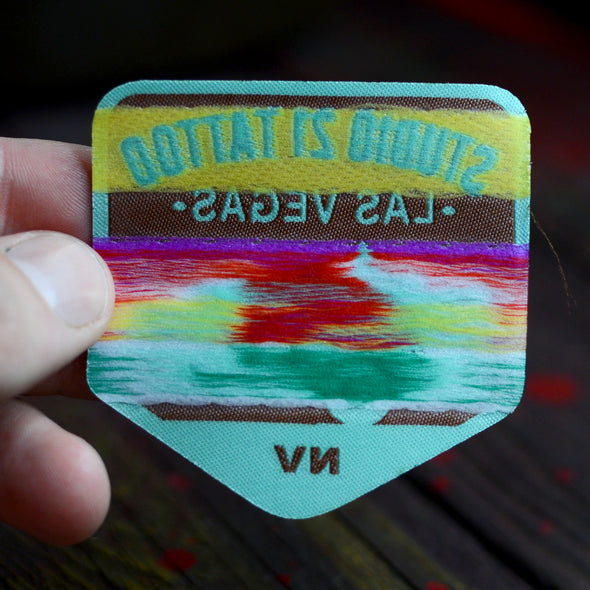 STUDIO 21 TATTOO
•LAS VEGAS•
NV